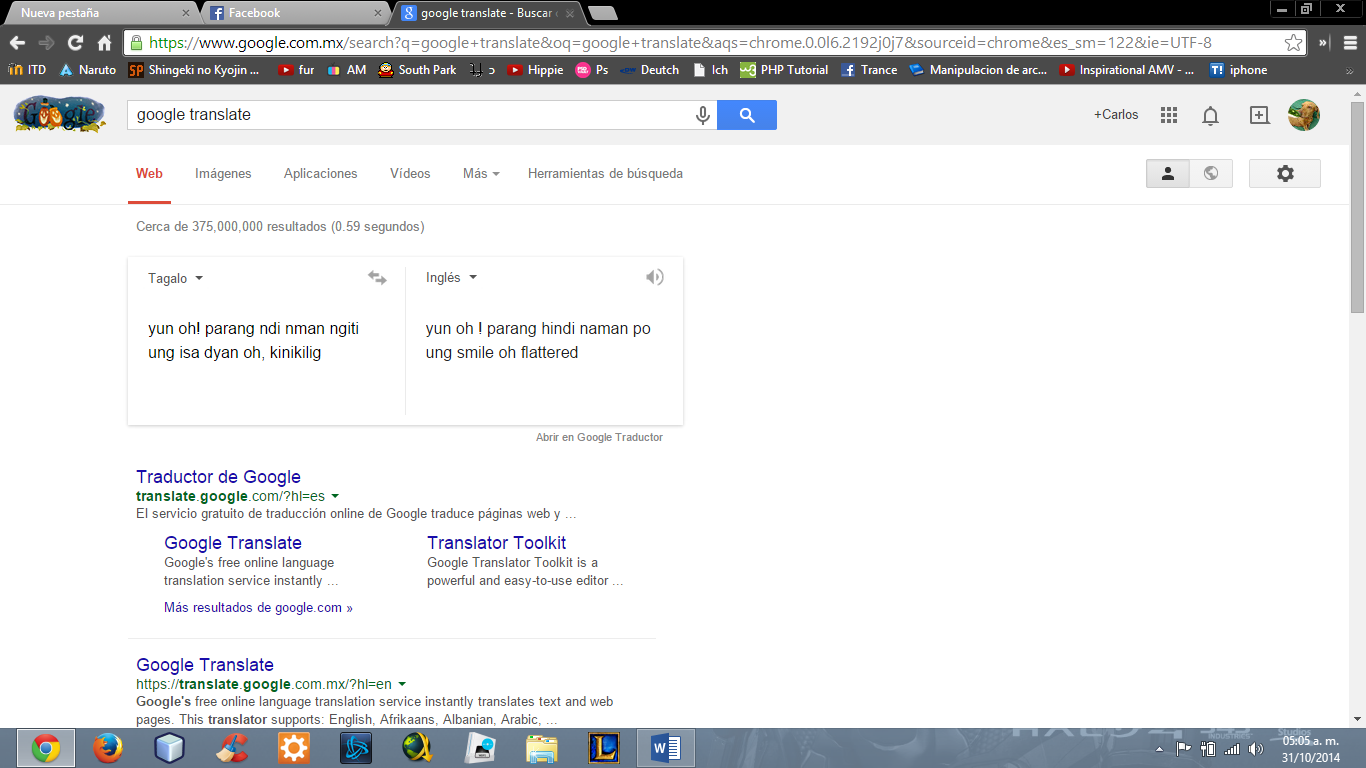 Nueva pestaña
Facebook
google translate - Buscar
https://www.google.com.mx/search?q=google+translate&oq=google+translate&aqs=chrome.0.0l6.2192j0j7&sourceid=chrome&es_sm=122&ie=UTF-8
ITD Naruto Shingeki no Kyojin ... fur AM South Park Hippie Ps Deutch Ich PHP Tutorial Trance Manipulacion de arc... Inspirational AMV - ... iphone
Google
google translate
+Carlos
Web Imágenes Aplicaciones Vídeos Más Herramientas de búsqueda
Cerca de 375,000,000 resultados (0.59 segundos)
Tagalo
yun oh! parang ndi nman ngiti
ung isa dyan oh, kinikilig
Inglés
yun oh ! parang hindi naman po
ung smile oh flattered
Abrir en Google Traductor
Traductor de Google
translate.google.com/?hl=es
El servicio gratuito de traducción online de Google traduce páginas web y ...
Google Translate
Google's free online language
translation service instantly ...
Translator Toolkit
Google Translator Toolkit is a
powerful and easy-to-use editor ...
Más resultados de google.com »
Google Translate
https://translate.google.com.mx/?hl=en
Google's free online language translation service instantly translates text and web
pages. This translator supports: English, Afrikaans, Albanian, Arabic, ...
05:05 a. m.
31/10/2014